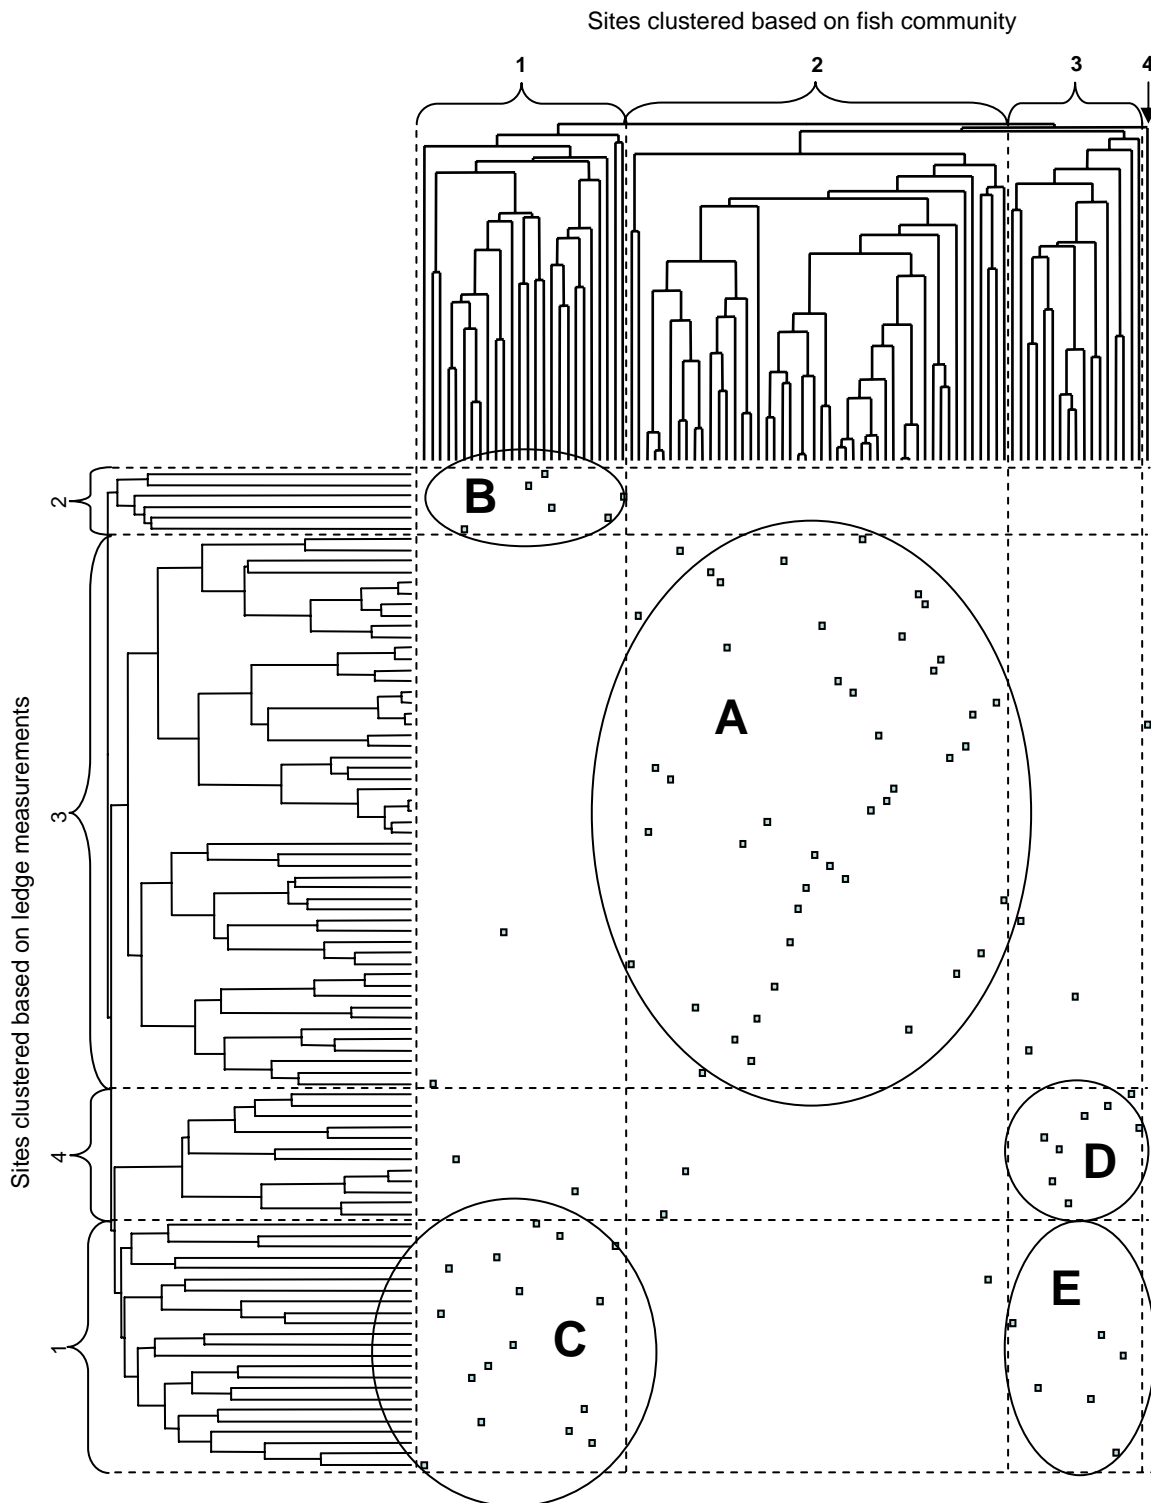 Sites clustered based on fish community
1
2
3
4
B
2
A
3
Sites clustered based on ledge measurements
4
D
E
C
1